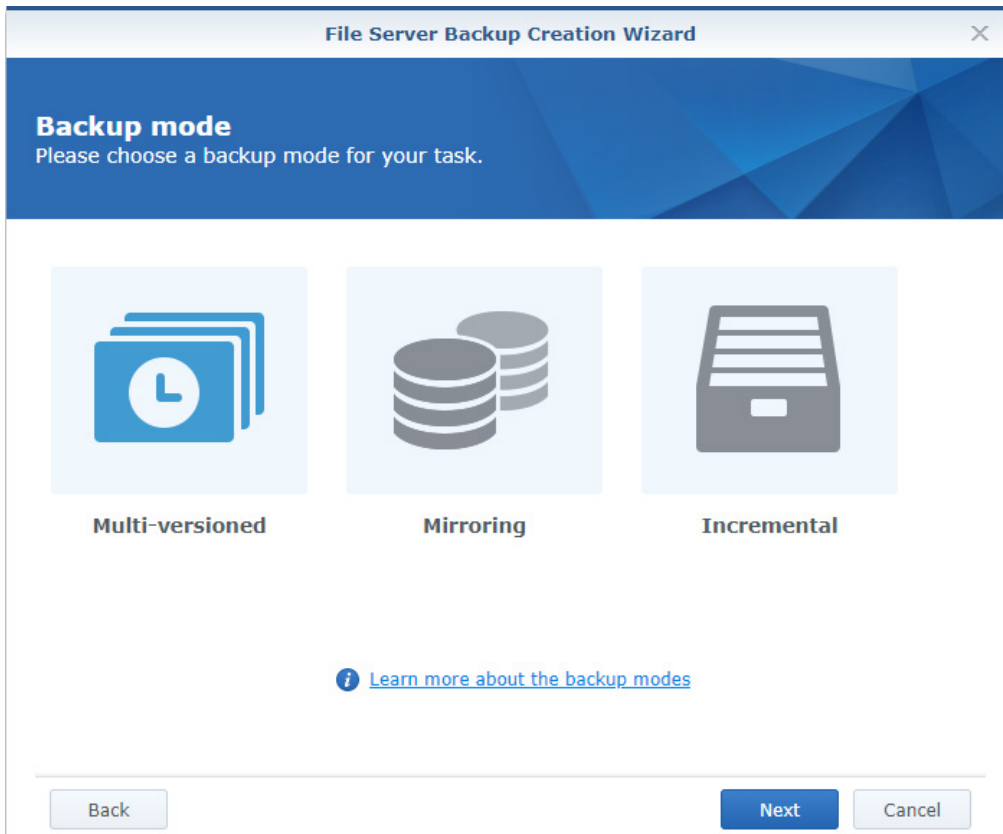 File Server Backup Creation Wizard
Backup mode
Please choose a backup mode for your task.
Multi-versioned
Mirroring
Incremental
Learn more about the backup modes
Back
Next
Cancel